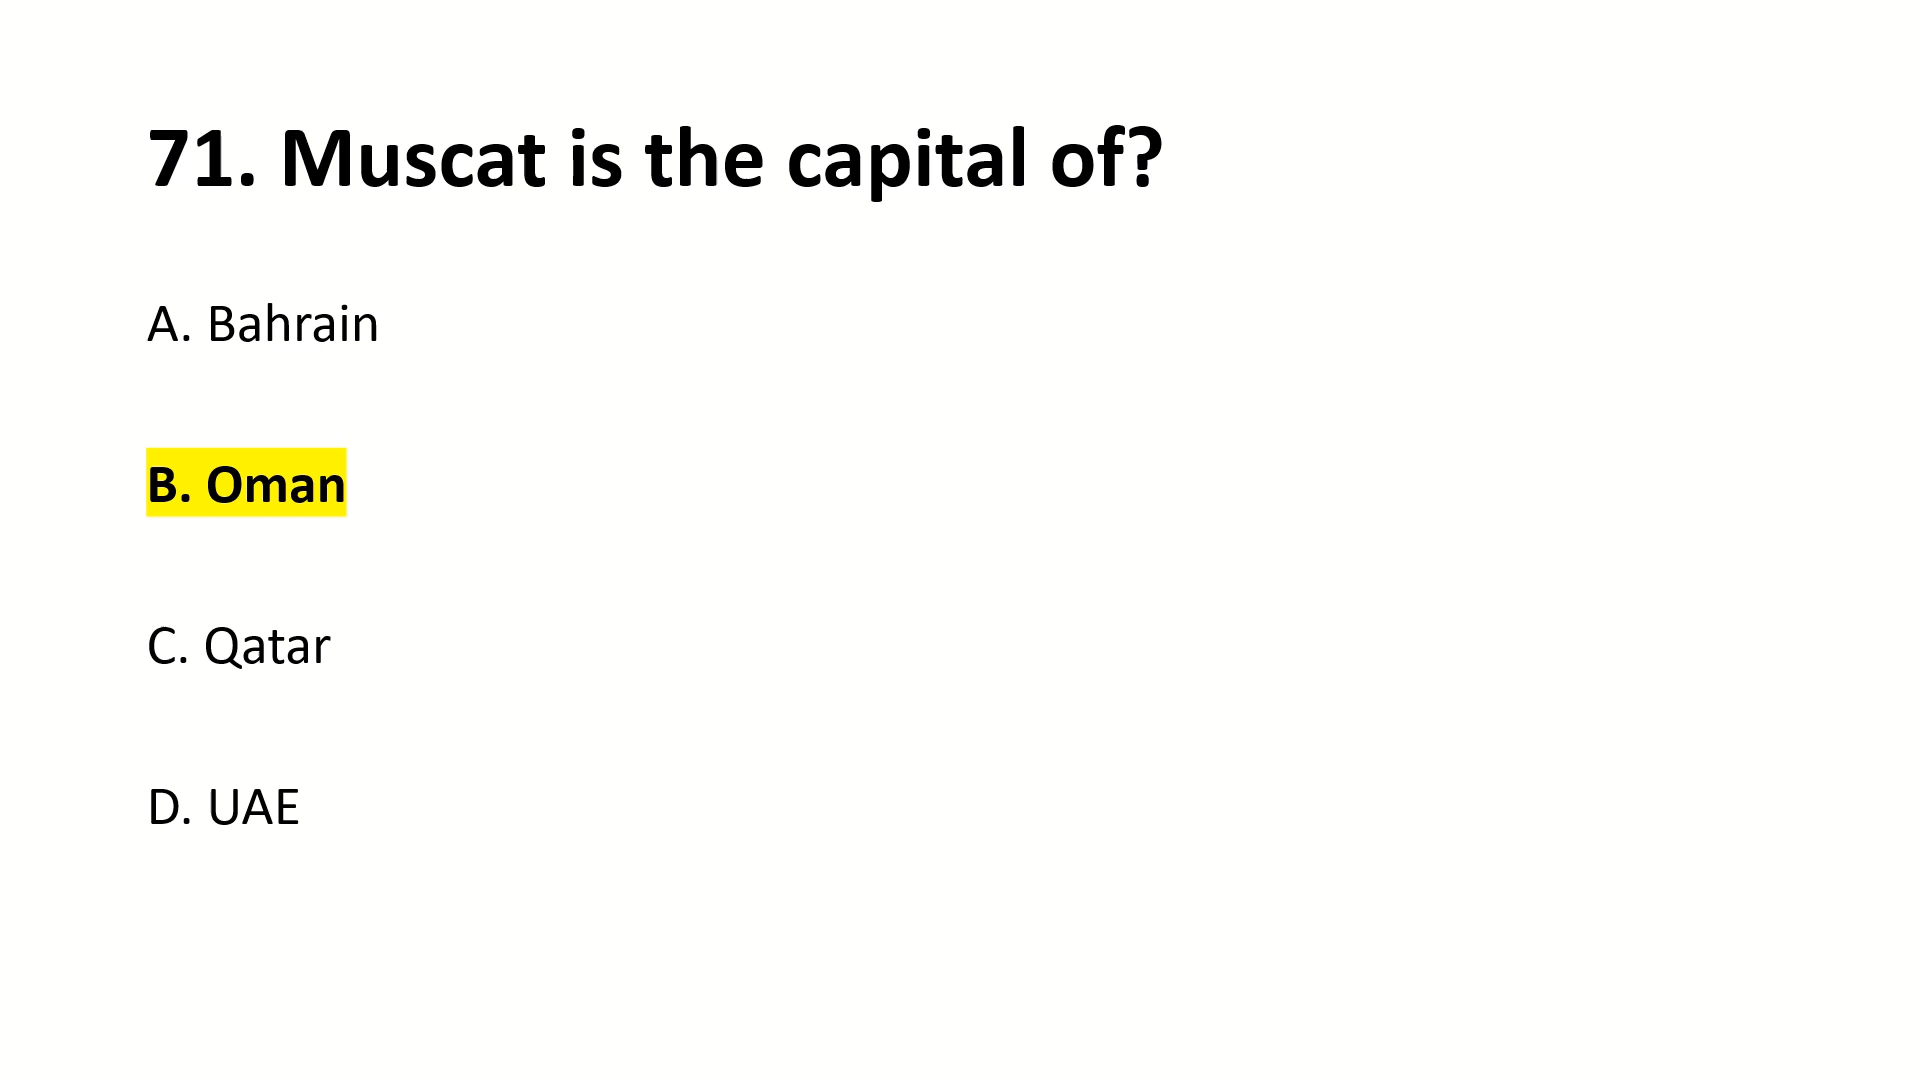 71. Muscat is the capital of?
A. Bahrain
B. Oman
C. Qatar
D. UAE